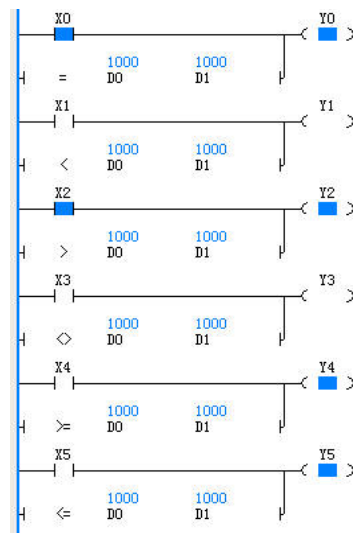 X0 Y0
1000 1000
= D0 D1
X1 Y1
1000 1000
< D0 D1
X2 Y2
1000 1000
> D0 D1
X3 Y3
1000 1000
<> D0 D1
X4 Y4
1000 1000
>= D0 D1
X5 Y5
1000 1000
<= D0 D1